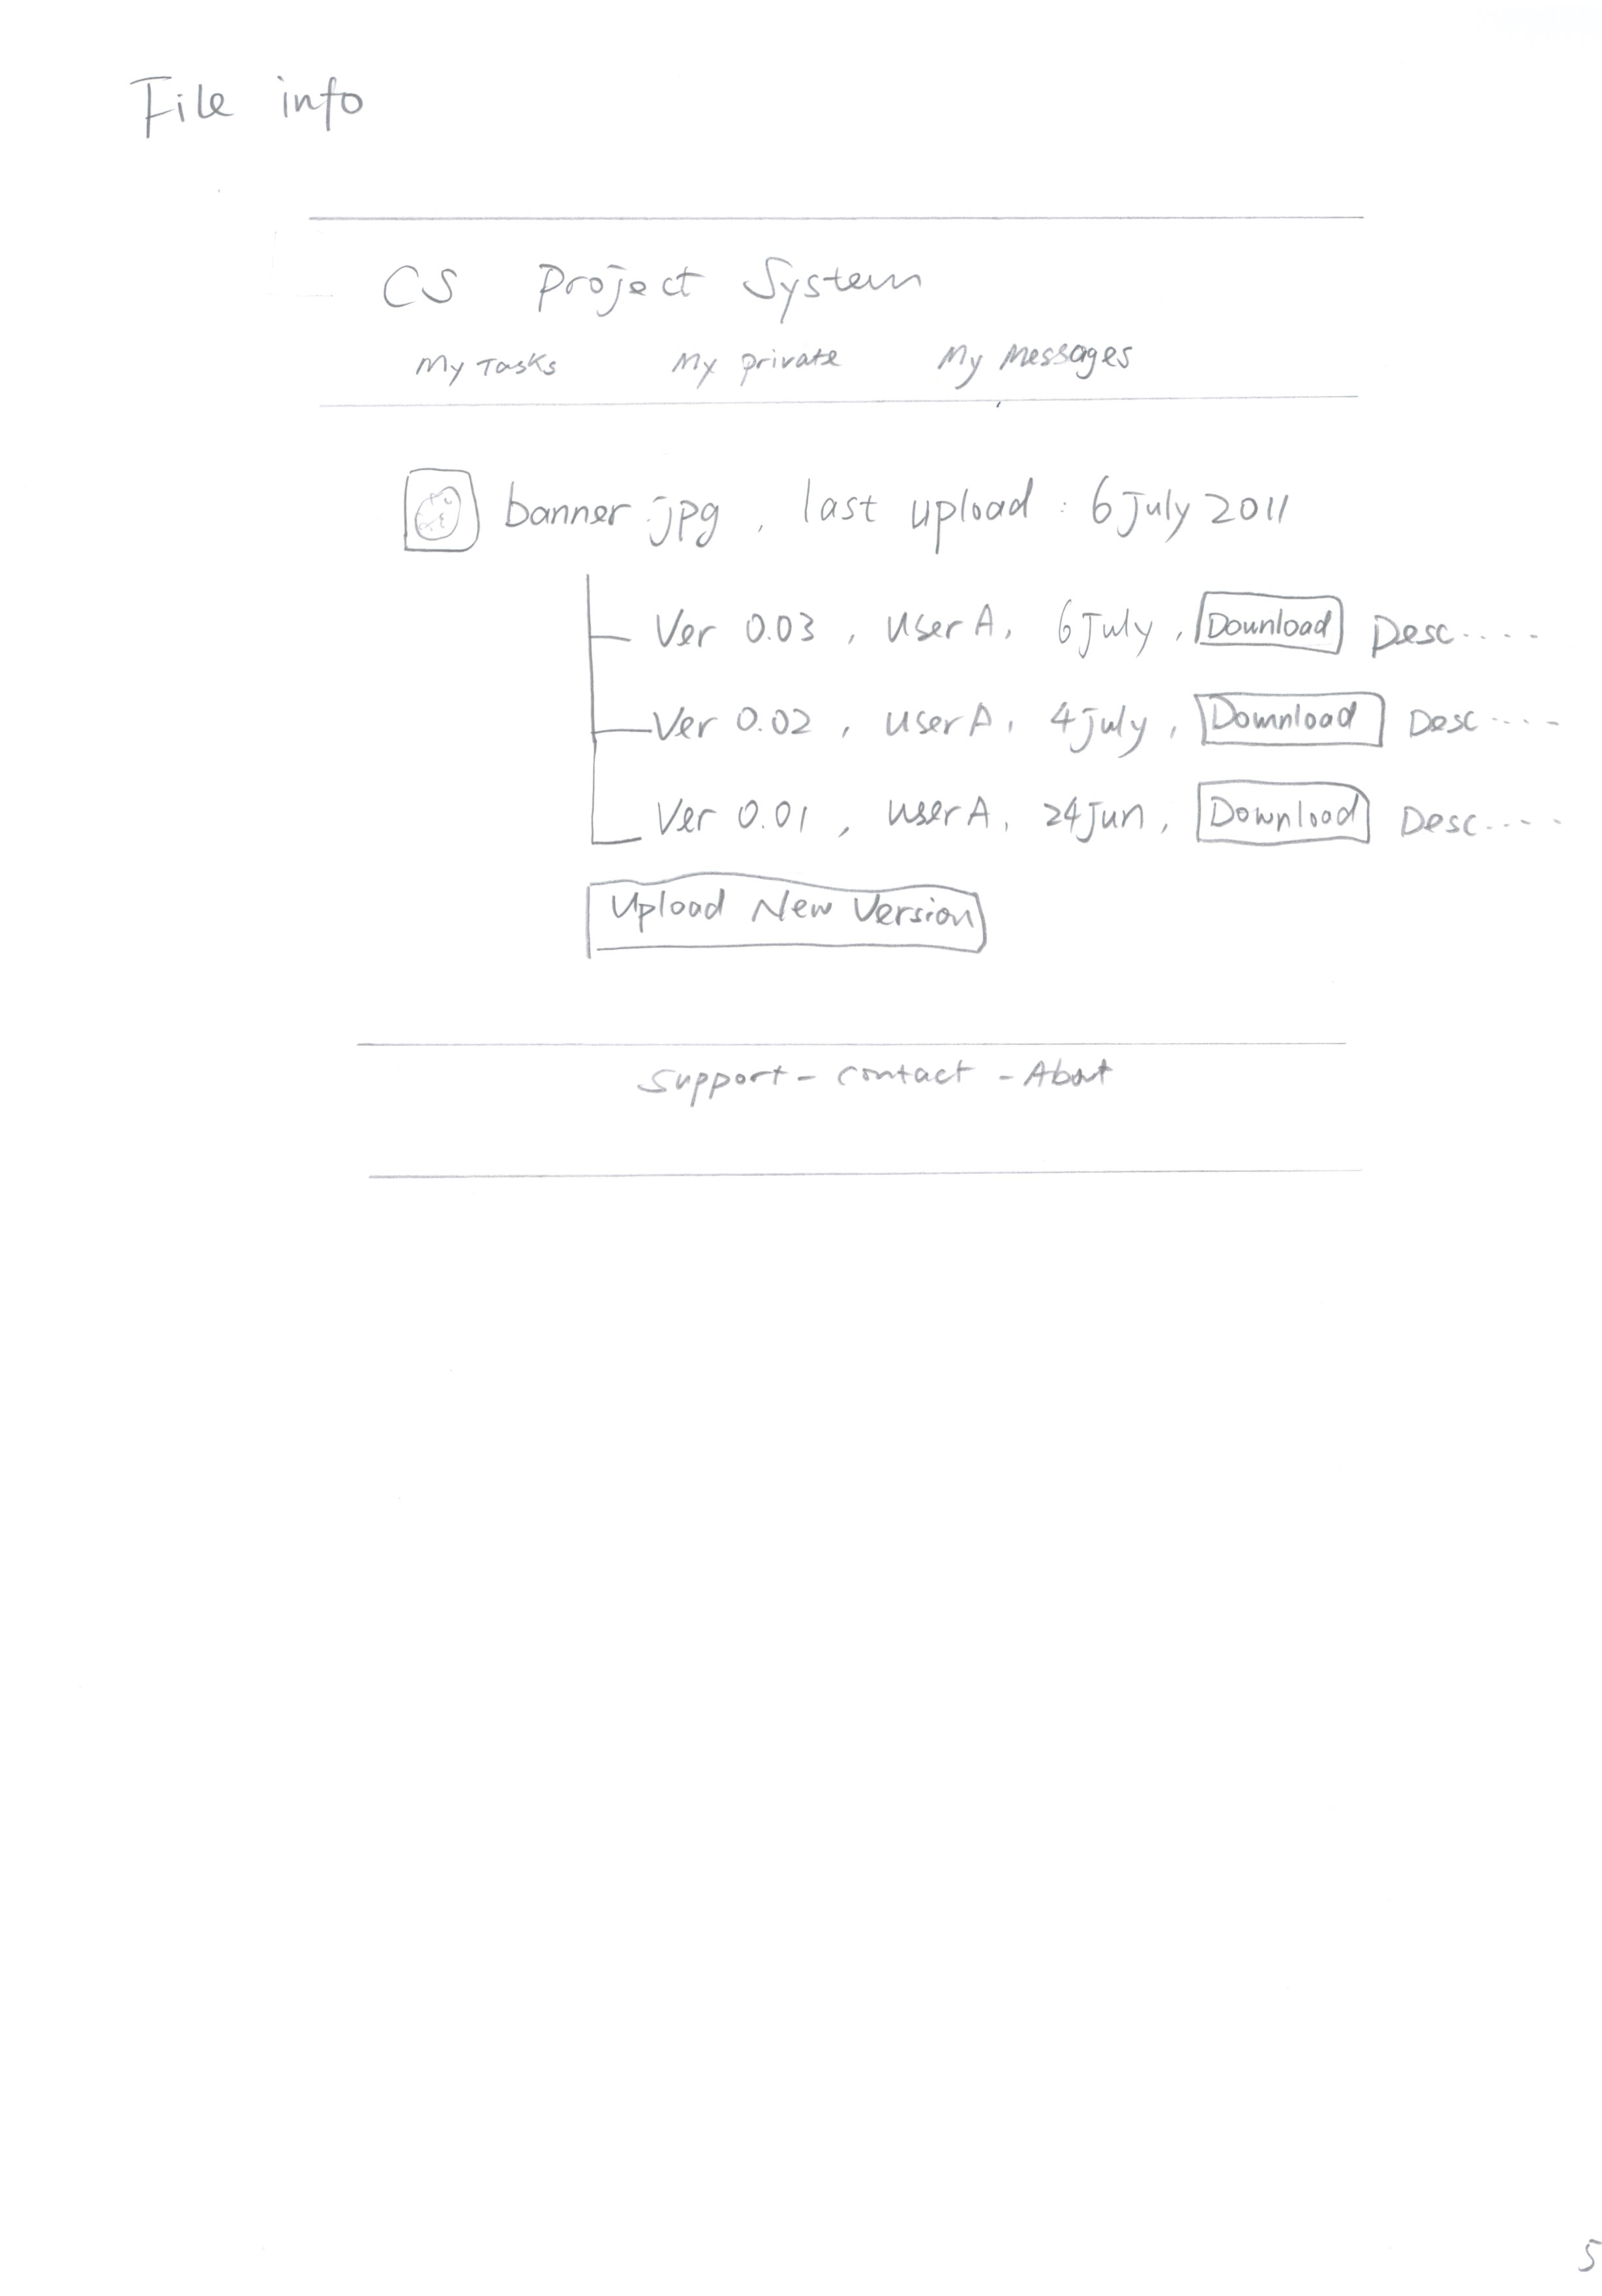 File info
CS Project System
My Tasks My private My Messages
banner.jpg , last upload : 6 July 2011
Ver 0.03 , user A, 6 July , Download Desc.....
Ver 0.02 , user A, 4 July , Download Desc.....
Ver 0.01 , user A, 24 Jun , Download Desc.....
Upload New Version
Support - Contact - About
5